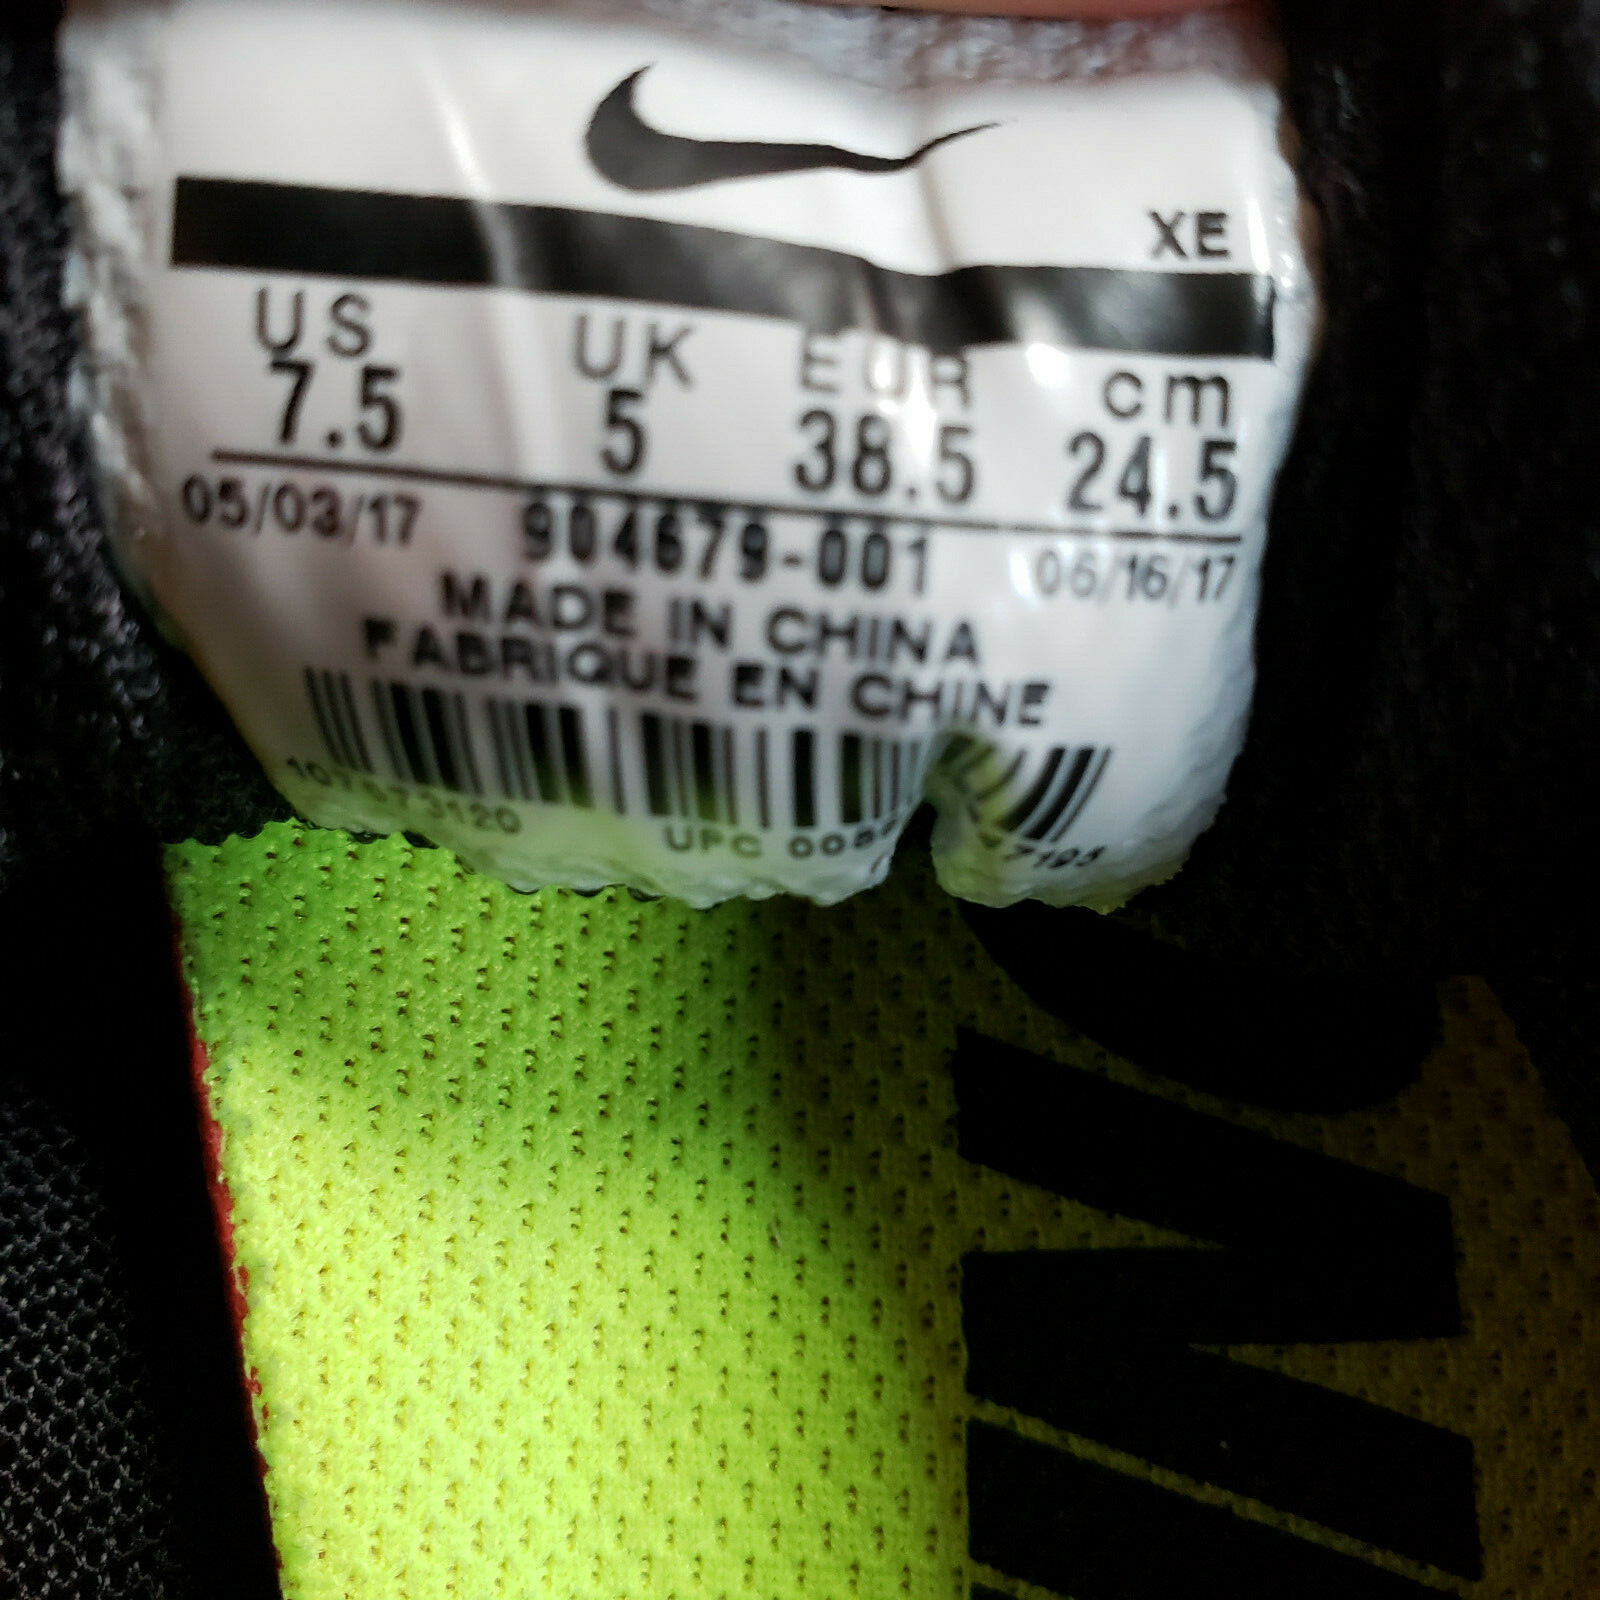 XE
US UK EUR cm
7.5 5 38.5 24.5
05/03/17 904679-001 06/16/17
MADE IN CHINA
FABRIQUE EN CHINE
UPC